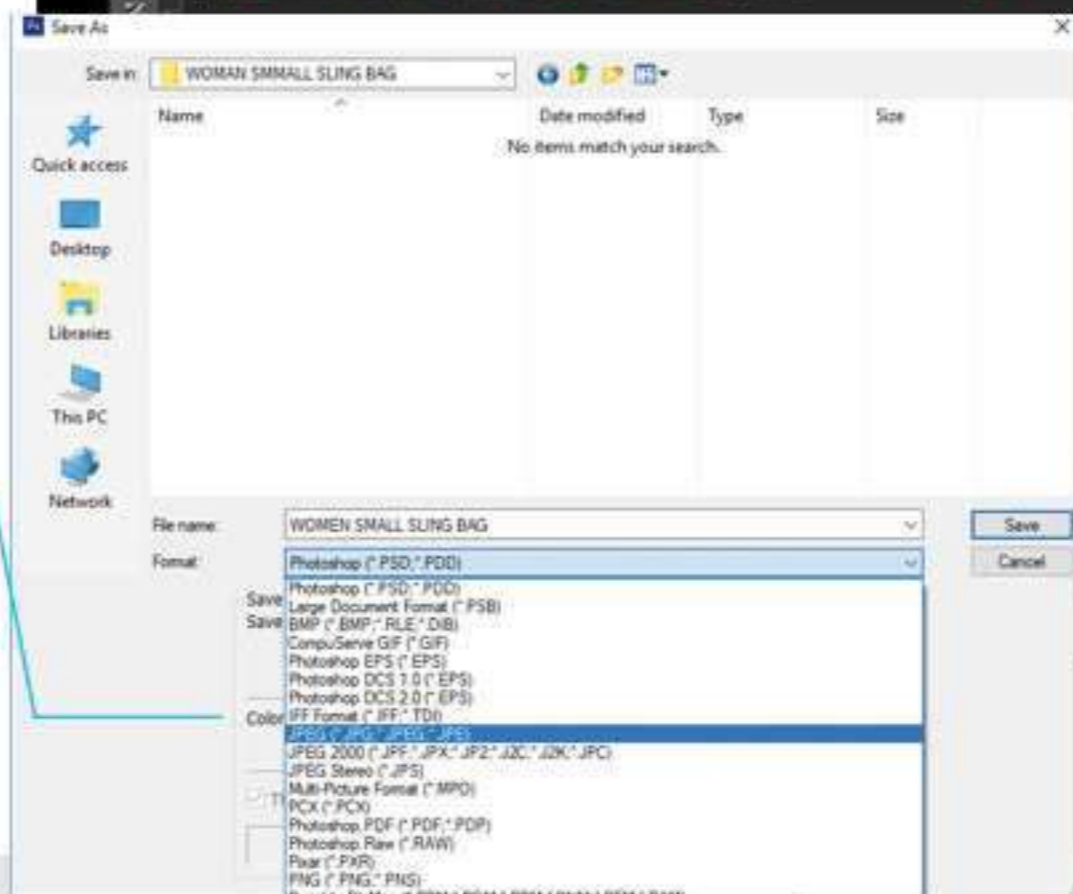 Ps Save As
Save in: WOMAN SMMALL SLING BAG
Name Date modified Type Size
No items match your search.
Quick access
Desktop
Libraries
This PC
Network
File name: WOMEN SMALL SLING BAG Save
Format: Photoshop (*.PSD;*.PDD) Cancel
Photoshop (*.PSD;*.PDD)
Save Large Document Format (*.PSB)
Save BMP (*.BMP;*.RLE;*.DIB)
CompuServe GIF (*.GIF)
Photoshop EPS (*.EPS)
Photoshop DCS 1.0 (*.EPS)
Photoshop DCS 2.0 (*.EPS)
Color IFF Format (*.IFF;*.TDI)
JPEG (*.JPG;*.JPEG;*.JPE)
JPEG 2000 (*.JPF;*.JPX;*.JP2;*.J2C;*.J2K;*.JPC)
JPEG Stereo (*.JPS)
Multi-Picture Format (*.MPO)
PCX (*.PCX)
Photoshop PDF (*.PDF;*.PDP)
Photoshop Raw (*.RAW)
Pixar (*.PXR)
PNG (*.PNG;*.PNS)